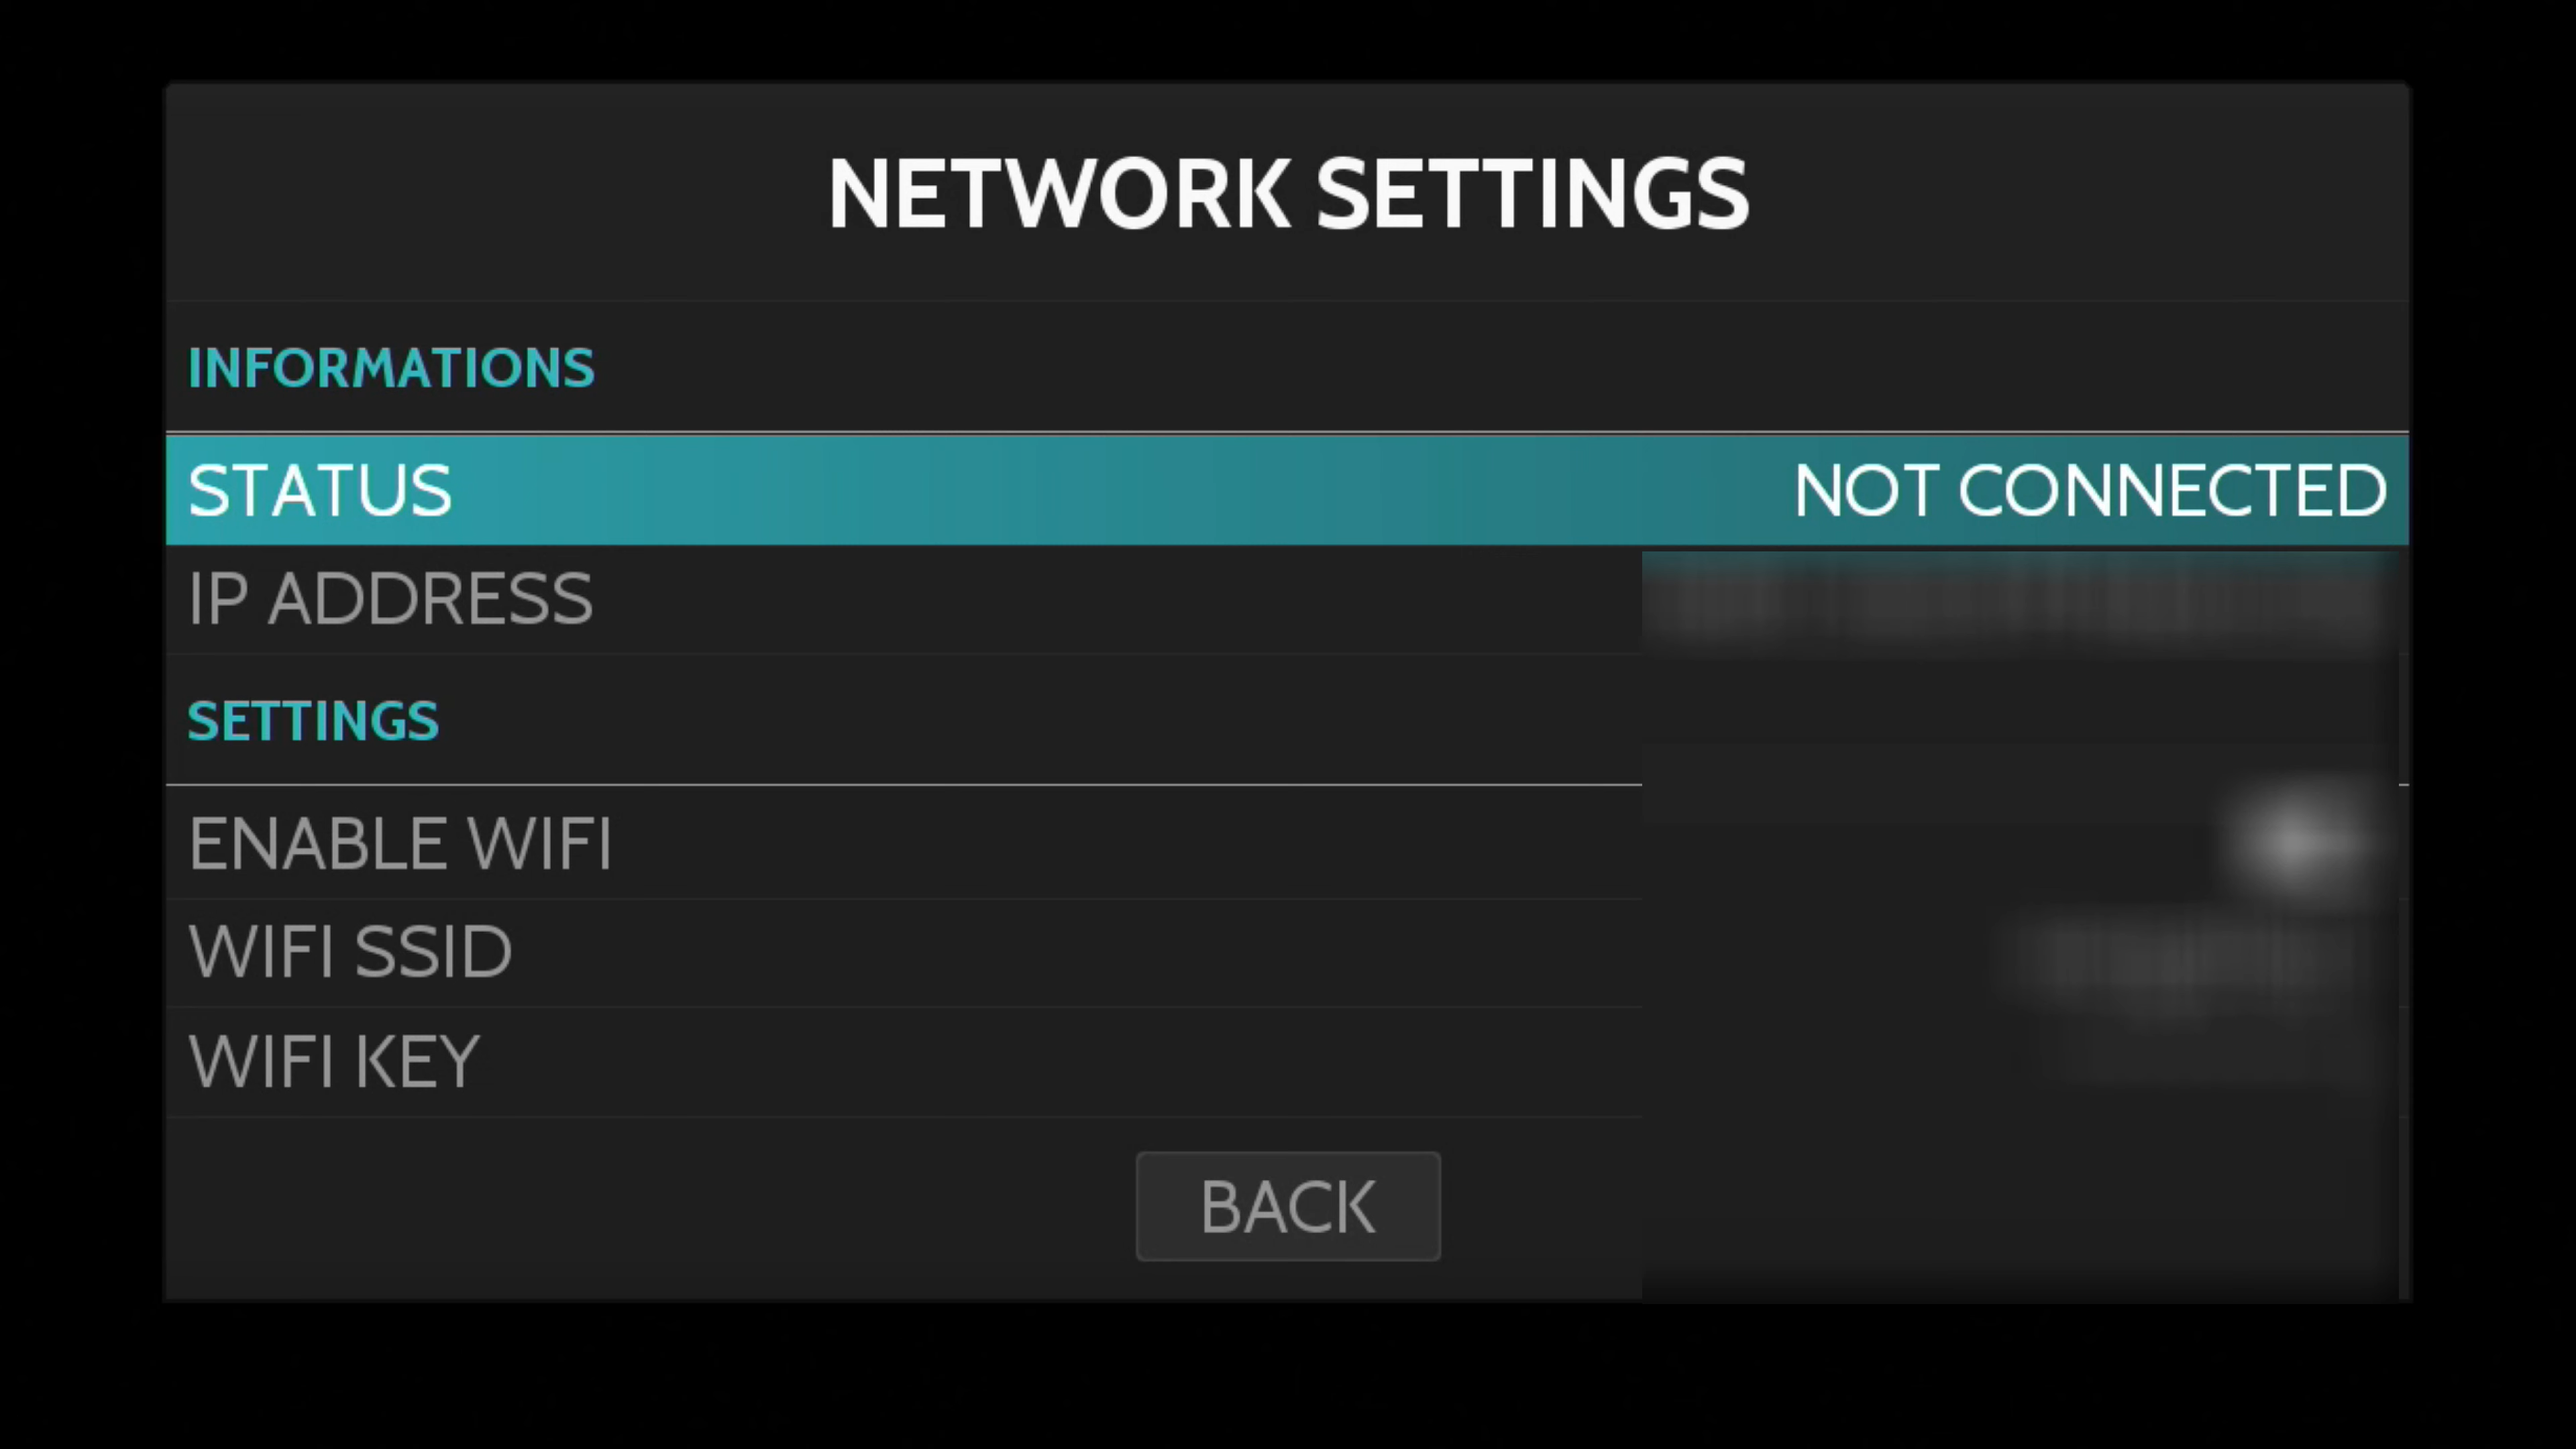 NETWORK SETTINGS
INFORMATIONS
STATUS NOT CONNECTED
IP ADDRESS
SETTINGS
ENABLE WIFI
WIFI SSID
WIFI KEY
BACK